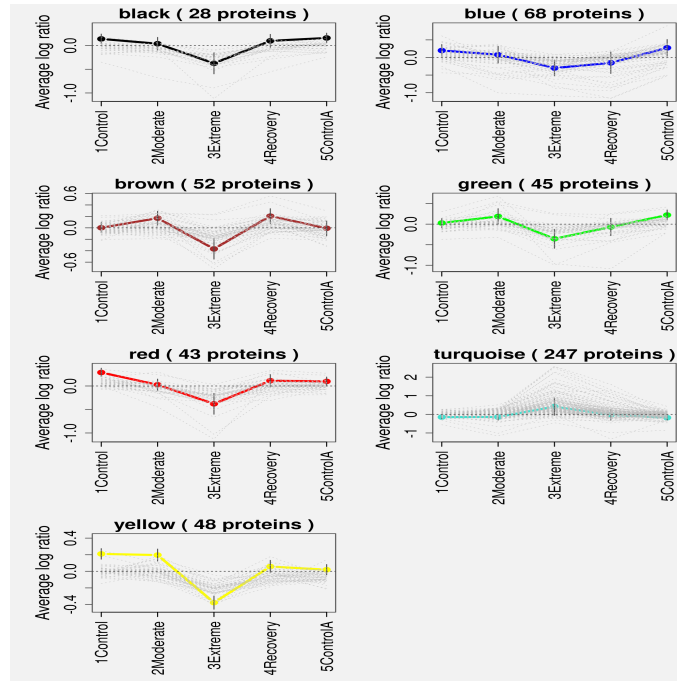 black ( 28 proteins )
Average log ratio
0.0
-1.0
1Control
2Moderate
3Extreme
4Recovery
5ControlA
blue ( 68 proteins )
Average log ratio
0.0
-1.0
1Control
2Moderate
3Extreme
4Recovery
5ControlA
brown ( 52 proteins )
Average log ratio
0.6
0.0
-0.6
1Control
2Moderate
3Extreme
4Recovery
5ControlA
green ( 45 proteins )
Average log ratio
0.0
-1.0
1Control
2Moderate
3Extreme
4Recovery
5ControlA
red ( 43 proteins )
Average log ratio
0.0
-1.0
1Control
2Moderate
3Extreme
4Recovery
5ControlA
turquoise ( 247 proteins )
Average log ratio
2
1
0
-1
1Control
2Moderate
3Extreme
4Recovery
5ControlA
yellow ( 48 proteins )
Average log ratio
0.4
0.0
-0.4
1Control
2Moderate
3Extreme
4Recovery
5ControlA